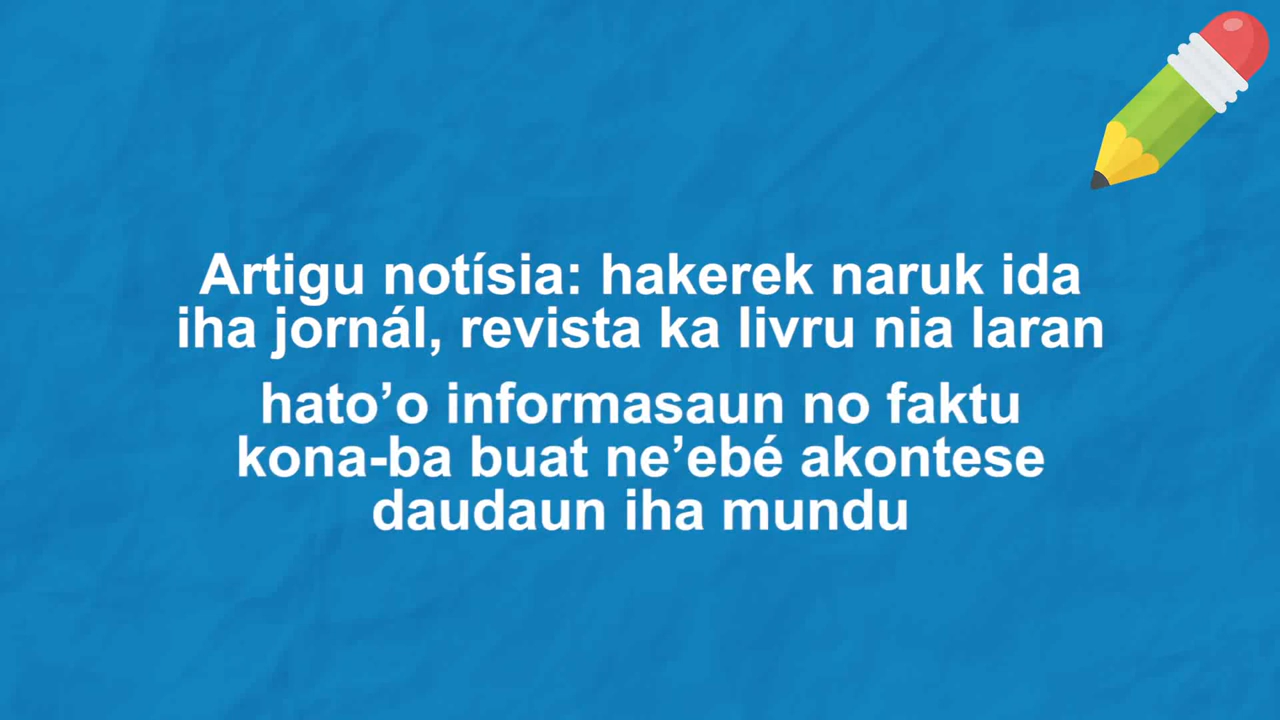 Artigu notísia: hakerek naruk ida
iha jornál, revista ka livru nia laran
hato’o informasaun no faktu
kona-ba buat ne’ebé akontese
daudaun iha mundu